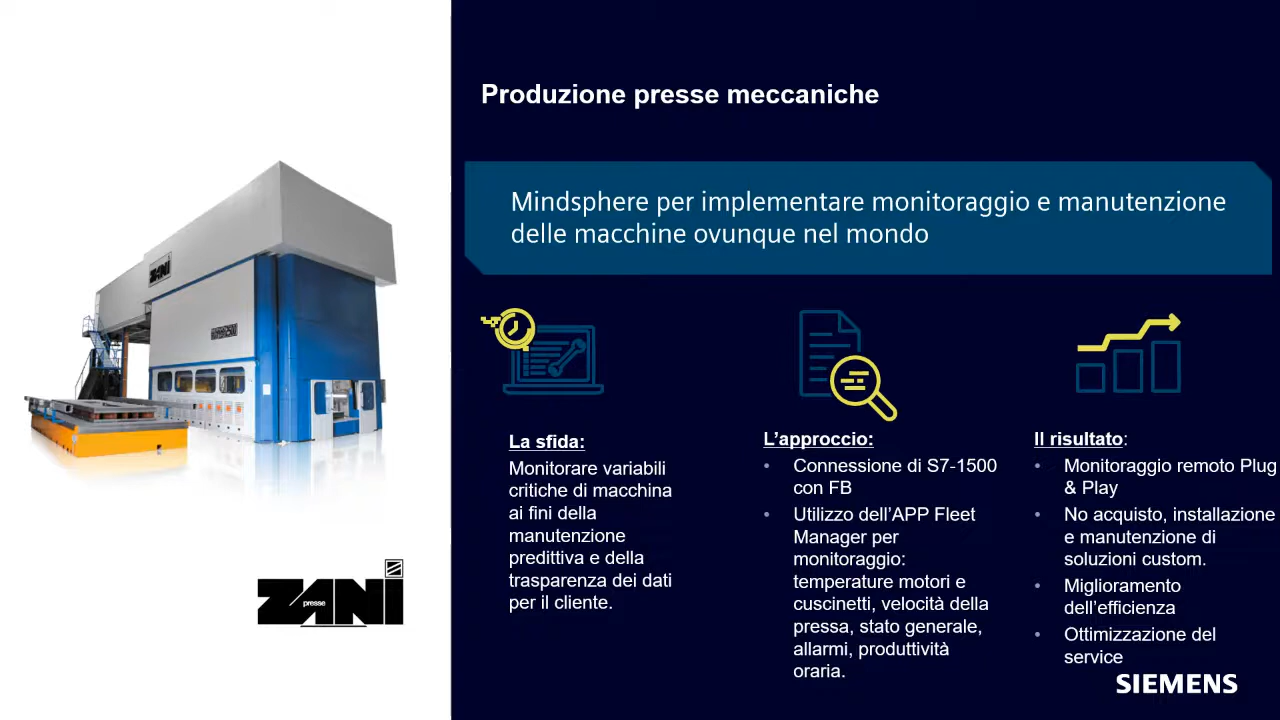 Produzione presse meccaniche
Mindsphere per implementare monitoraggio e manutenzione
delle macchine ovunque nel mondo
La sfida:
Monitorare variabili
critiche di macchina
ai fini della
manutenzione
predittiva e della
trasparenza dei dati
per il cliente.
L'approccio:
• Connessione di S7-1500
con FB
• Utilizzo dell'APP Fleet
Manager per
monitoraggio:
temperature motori e
cuscinetti, velocità della
pressa, stato generale,
allarmi, produttività
oraria.
Il risultato:
• Monitoraggio remoto Plug
& Play
• No acquisto, installazione
e manutenzione di
soluzioni custom.
• Miglioramento
dell'efficienza
• Ottimizzazione del
service
ZANI
ZANI
presse
SIEMENS